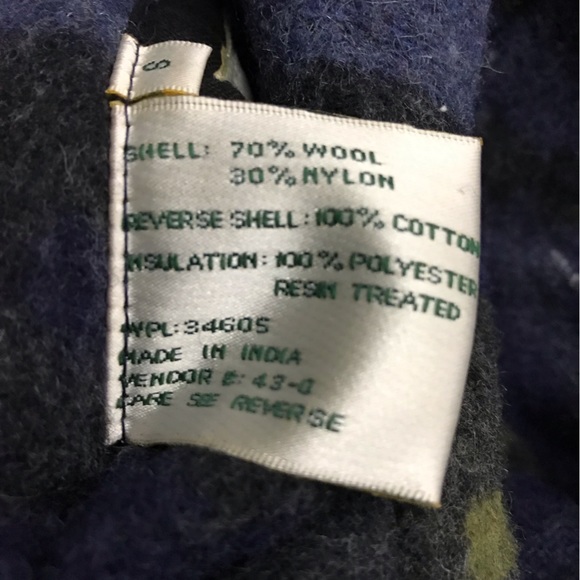 S
SHELL: 70% WOOL
30% NYLON
REVERSE SHELL: 100% COTTON
INSULATION: 100% POLYESTER
RESIN TREATED
WPL: 34605
MADE IN INDIA
VENDOR #: 43-0
CARE SEE REVERSE